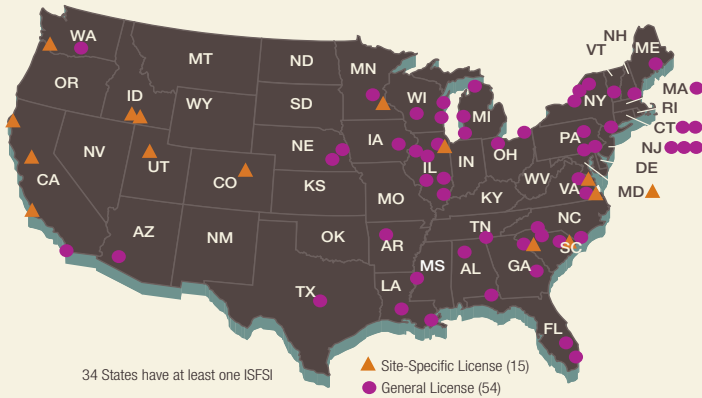 NH
VT
WA
MT
ND
MN
ME
OR
ID
WY
SD
WI
MI
NY
MA
RI
CT
NJ
DE
MD
NV
UT
NE
IA
IL
IN
OH
PA
CA
CO
KS
MO
KY
WV
VA
AZ
NM
OK
AR
TN
NC
SC
TX
LA
MS
AL
GA
FL
34 States have at least one ISFSI
Site-Specific License (15)
General License (54)